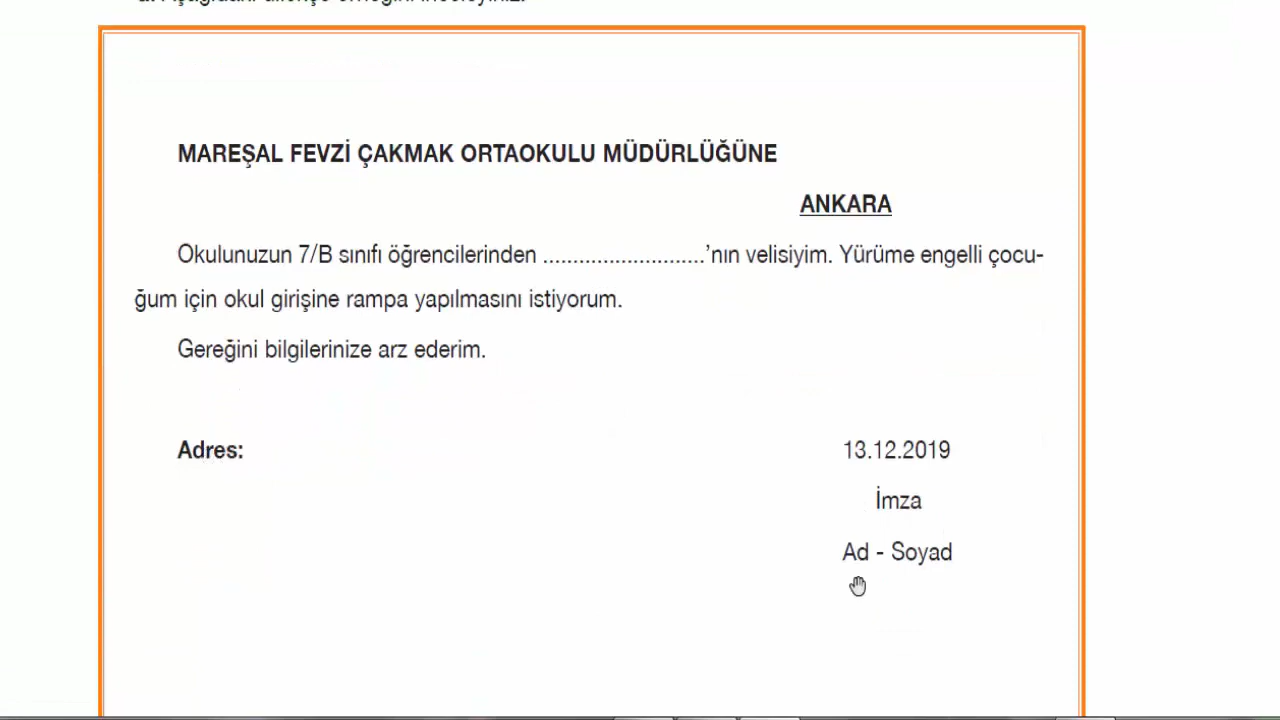 MAREŞAL FEVZİ ÇAKMAK ORTAOKULU MÜDÜRLÜĞÜNE
ANKARA
Okulunuzun 7/B sınıfı öğrencilerinden ...........................’nın velisiyim. Yürüme engelli çocu-
ğum için okul girişine rampa yapılmasını istiyorum.
Gereğini bilgilerinize arz ederim.
Adres:
13.12.2019
İmza
Ad - Soyad